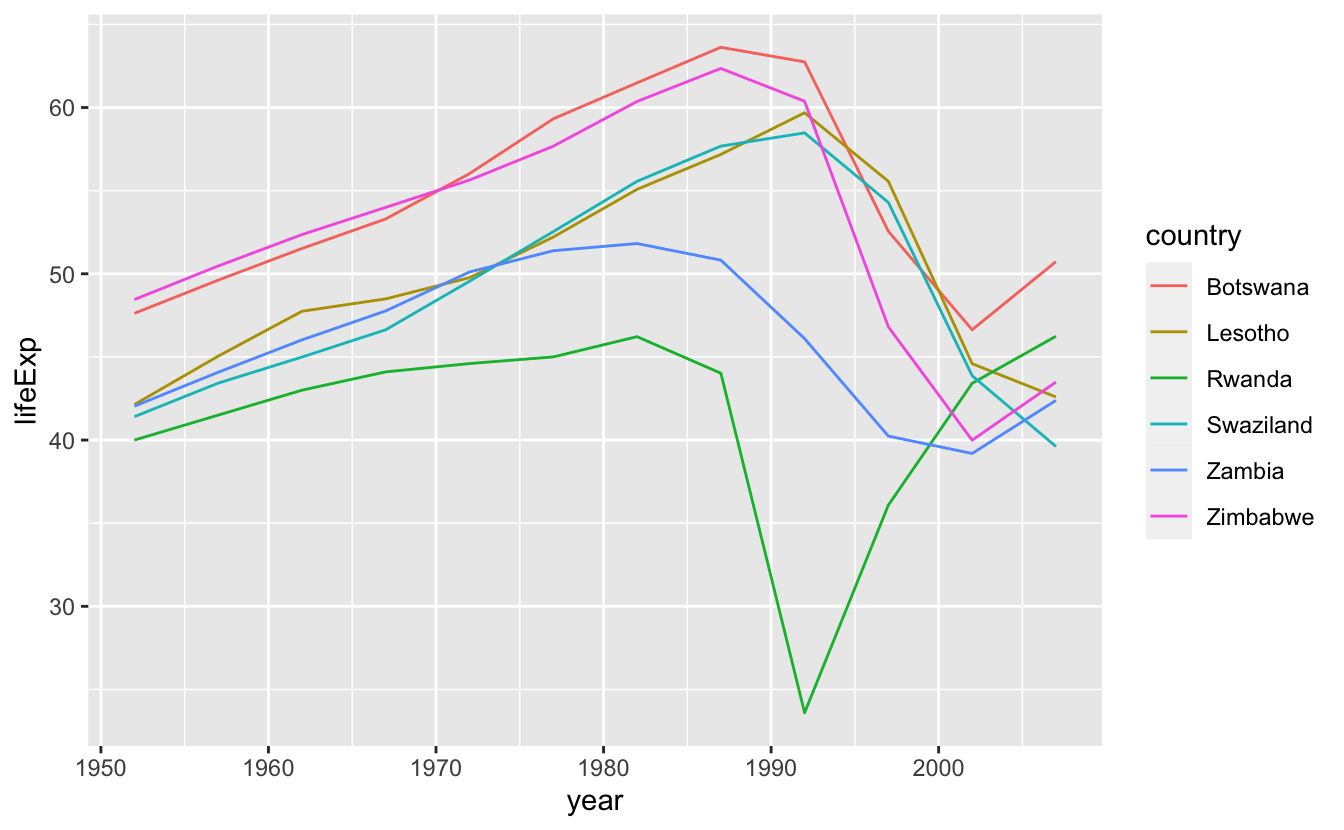 60
50
40
30
lifeExp
1950 1960 1970 1980 1990 2000
year
country
Botswana
Lesotho
Rwanda
Swaziland
Zambia
Zimbabwe